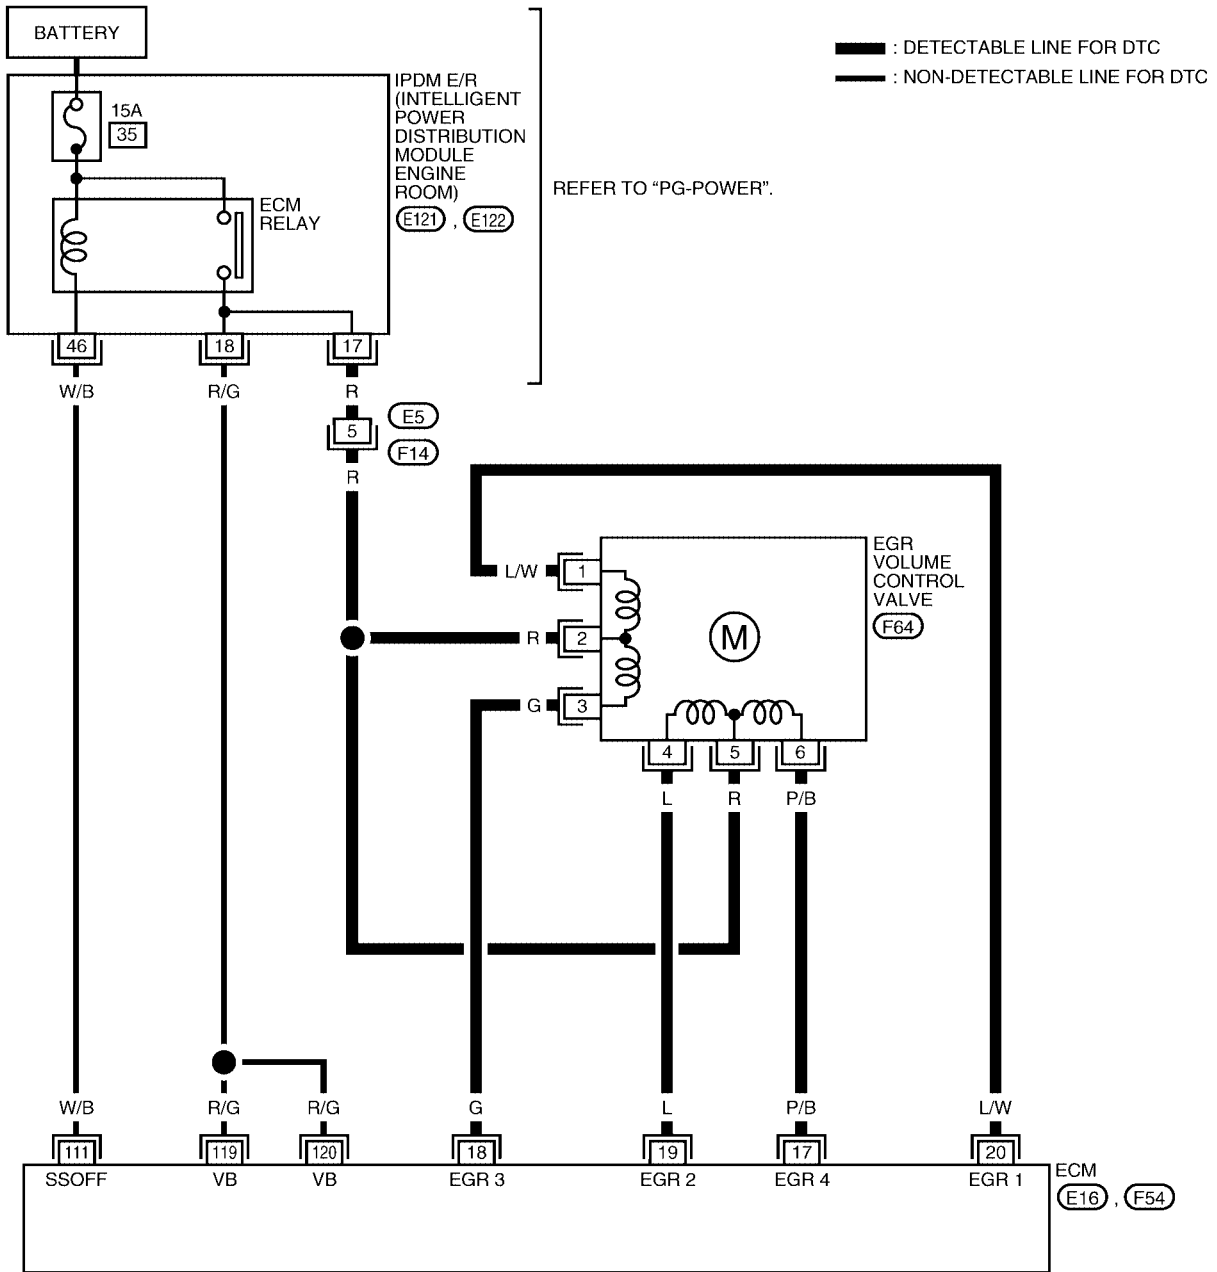 BATTERY
: DETECTABLE LINE FOR DTC
: NON-DETECTABLE LINE FOR DTC
15A
35
IPDM E/R
(INTELLIGENT
POWER
DISTRIBUTION
MODULE
ENGINE
ROOM)
E121 , E122
REFER TO “PG-POWER”.
ECM
RELAY
46 18 17
W/B R/G R
5
E5
F14
R
L/W 1
R 2
G 3
M
EGR
VOLUME
CONTROL
VALVE
F64
4 5 6
L R P/B
W/B R/G R/G G L P/B L/W
111 119 120 18 19 17 20
SSOFF VB VB EGR 3 EGR 2 EGR 4 EGR 1
ECM
E16 , F54